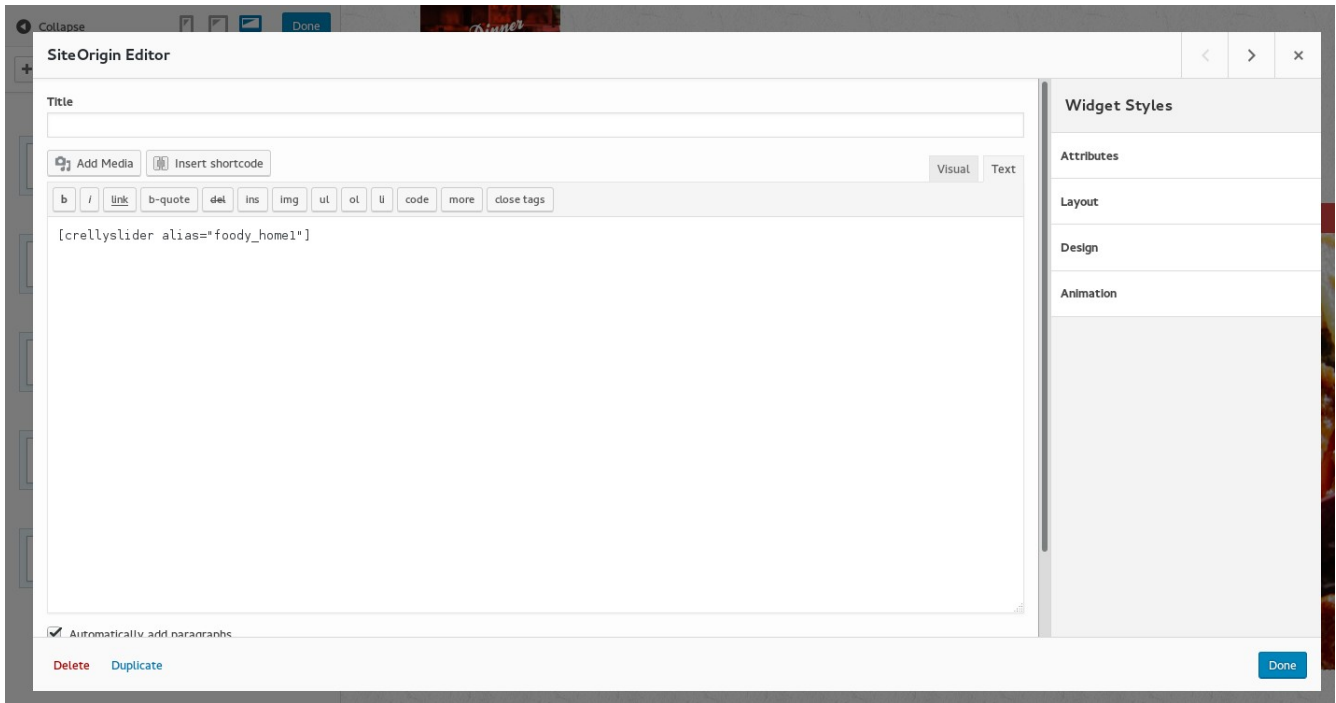 Collapse
Done
Dinner
SiteOrigin Editor
Title
Add Media
Insert shortcode
Visual
Text
b
i
link
b-quote
del
ins
img
ul
ol
li
code
more
close tags
[crellyslider alias="foody_home1"]
Automatically add paragraphs
Widget Styles
Attributes
Layout
Design
Animation
Delete
Duplicate
Done